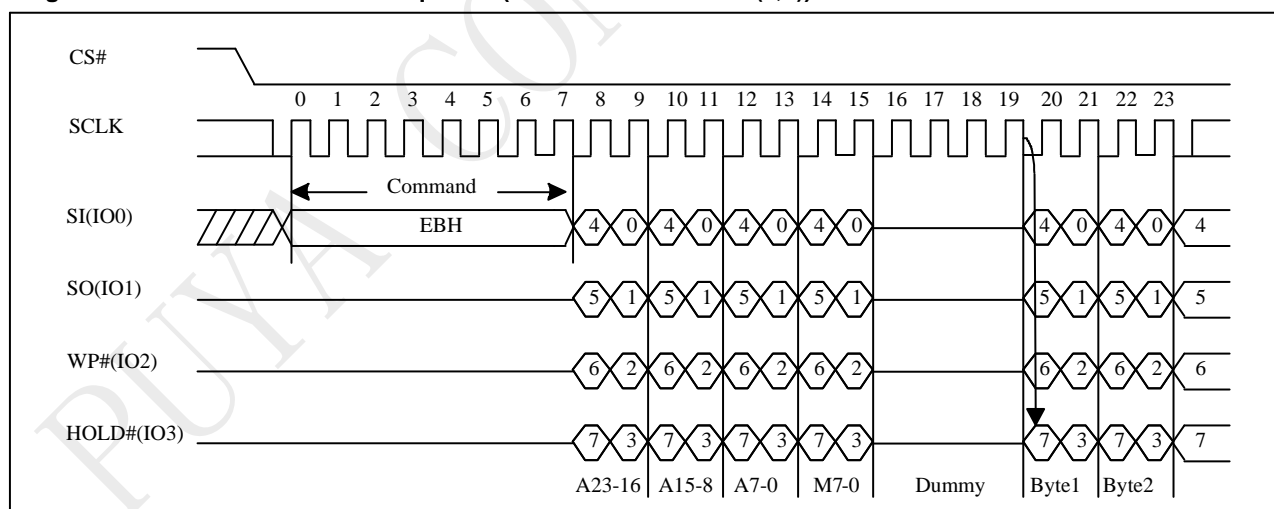 CS#
0 1 2 3 4 5 6 7 8 9 10 11 12 13 14 15 16 17 18 19 20 21 22 23
SCLK
Command
SI(IO0) EBH 4 0 4 0 4 0 4 0 4 0 4 0 4
SO(IO1) 5 1 5 1 5 1 5 1 5 1 5 1 5
WP#(IO2) 6 2 6 2 6 2 6 2 6 2 6 2 6
HOLD#(IO3) 7 3 7 3 7 3 7 3 7 3 7 3 7
A23-16 A15-8 A7-0 M7-0 Dummy Byte1 Byte2
PUYA